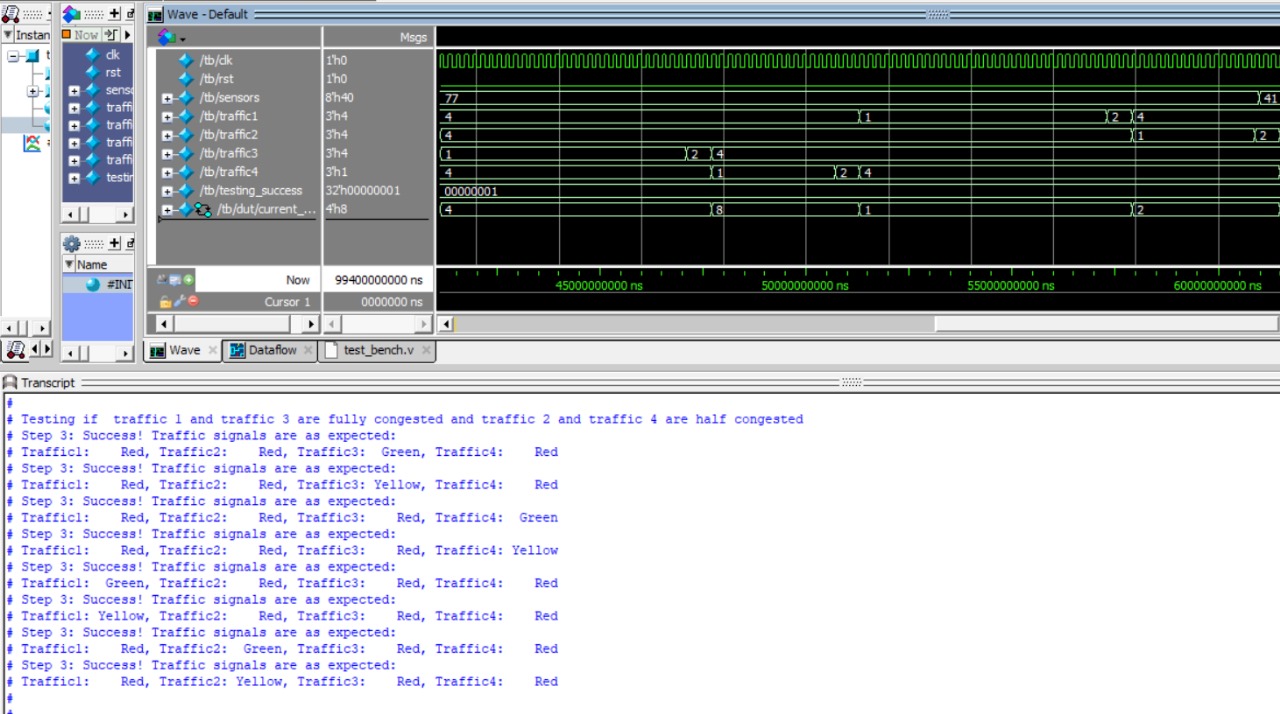 Wave - Default
Instan
Now
Msgs
t
clk
rst
senso
traffi
traffi
traffi
traffi
testin
/tb/clk 1'h0
/tb/rst 1'h0
/tb/sensors 8'h40 77 41
/tb/traffic1 3'h4 4 1 2 4
/tb/traffic2 3'h4 4 1 2
/tb/traffic3 3'h4 1 2 4
/tb/traffic4 3'h1 4 1 2 4
/tb/testing_success 32'h00000001 00000001
/tb/dut/current_... 4'h8 4 8 1 2
Name
#INI
Now 99400000000 ns
45000000000 ns 50000000000 ns 55000000000 ns 60000000000 ns
Cursor 1 0000000 ns
Wave Dataflow test_bench.v
Transcript
#
# Testing if  traffic 1 and traffic 3 are fully congested and traffic 2 and traffic 4 are half congested
# Step 3: Success! Traffic signals are as expected:
# Traffic1:    Red, Traffic2:    Red, Traffic3:  Green, Traffic4:    Red
# Step 3: Success! Traffic signals are as expected:
# Traffic1:    Red, Traffic2:    Red, Traffic3: Yellow, Traffic4:    Red
# Step 3: Success! Traffic signals are as expected:
# Traffic1:    Red, Traffic2:    Red, Traffic3:    Red, Traffic4:  Green
# Step 3: Success! Traffic signals are as expected:
# Traffic1:    Red, Traffic2:    Red, Traffic3:    Red, Traffic4: Yellow
# Step 3: Success! Traffic signals are as expected:
# Traffic1:  Green, Traffic2:    Red, Traffic3:    Red, Traffic4:    Red
# Step 3: Success! Traffic signals are as expected:
# Traffic1: Yellow, Traffic2:    Red, Traffic3:    Red, Traffic4:    Red
# Step 3: Success! Traffic signals are as expected:
# Traffic1:    Red, Traffic2:  Green, Traffic3:    Red, Traffic4:    Red
# Step 3: Success! Traffic signals are as expected:
# Traffic1:    Red, Traffic2: Yellow, Traffic3:    Red, Traffic4:    Red
#
#